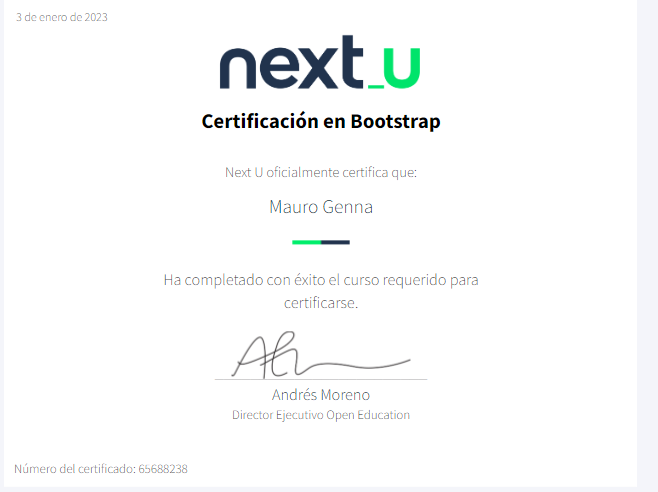 3 de enero de 2023
next_u
Certificación en Bootstrap
Next U oficialmente certifica que:
Mauro Genna
Ha completado con éxito el curso requerido para
certificarse.
Andrés Moreno
Director Ejecutivo Open Education
Número del certificado: 65688238